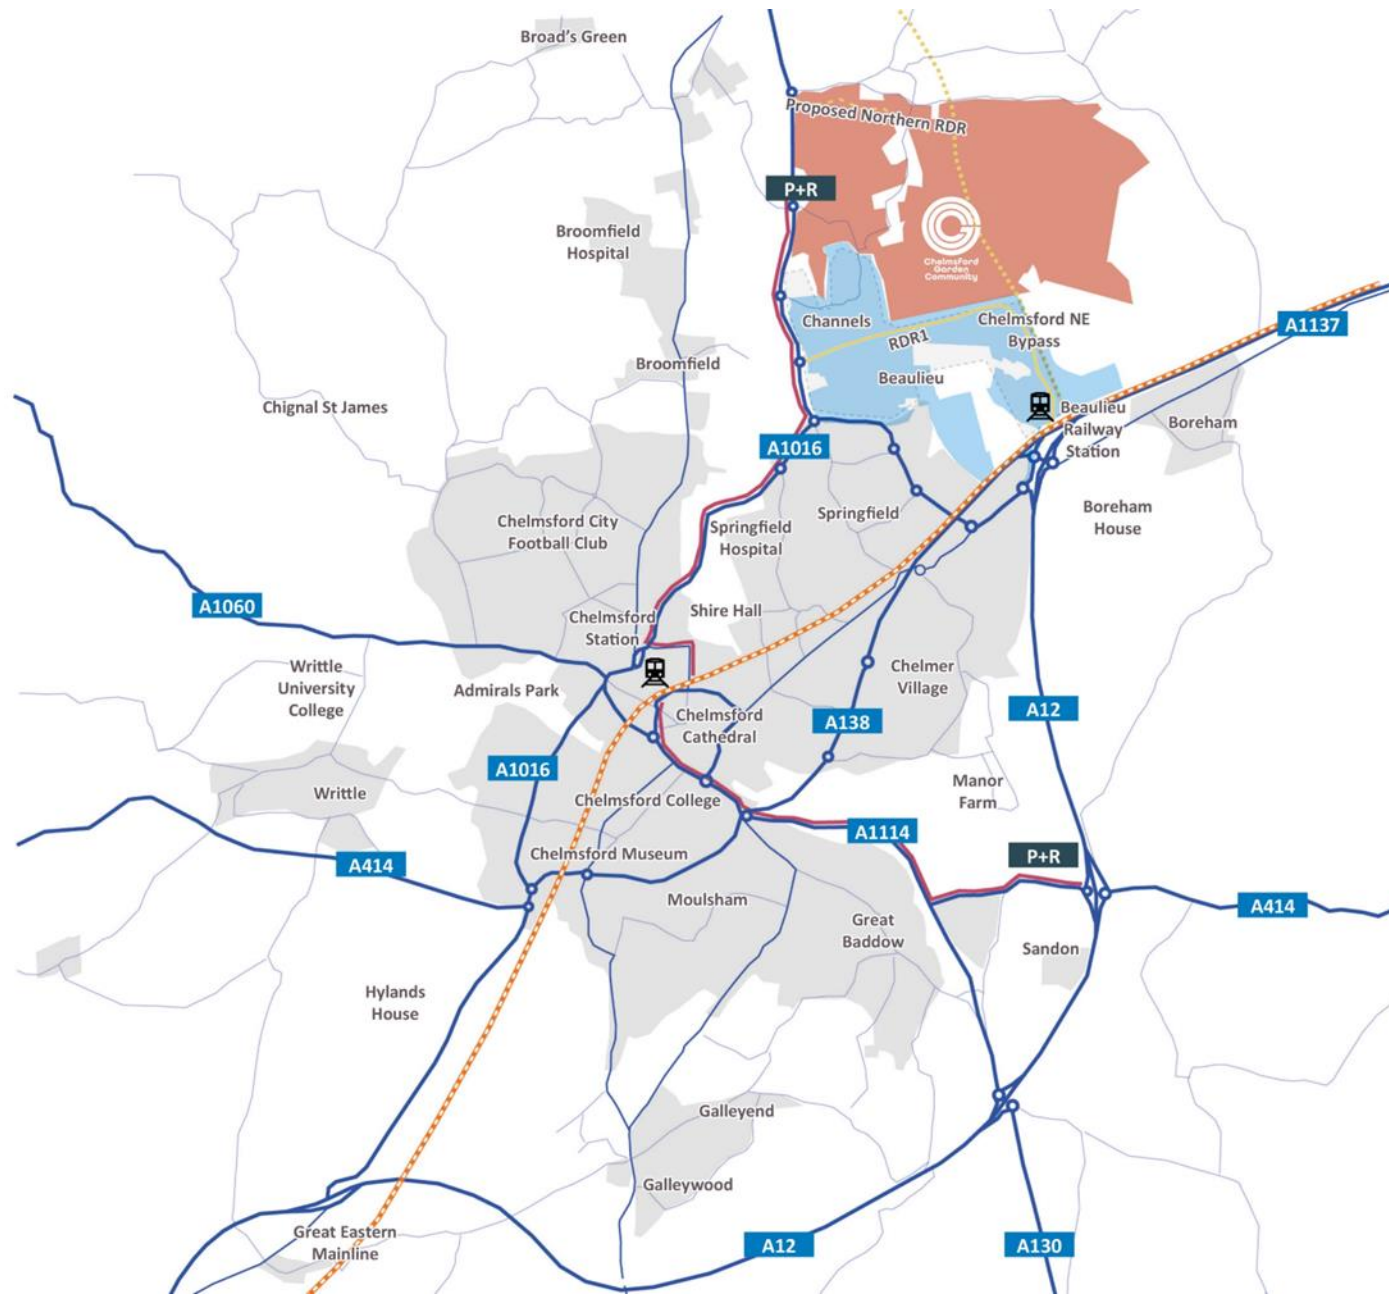 Broad's Green
Proposed Northern RDR
P+R
Broomfield
Hospital
Chelmsford
Garden
Community
Channels
RDR1
Chelmsford NE
Bypass
A1137
Broomfield
Beaulieu
Chignal St James
Beaulieu
Railway
Station
Boreham
A1016
Chelmsford City
Football Club
Springfield
Hospital
Springfield
Boreham
House
A1060
Chelmsford
Station
Shire Hall
Writtle
University
College
Admirals Park
Chelmer
Village
Chelmsford
Cathedral
A138
A12
A1016
Writtle
Chelmsford College
Manor
Farm
A1114
A414
Chelmsford Museum
P+R
Moulsham
Great
Baddow
A414
Sandon
Hylands
House
Galleyend
Galleywood
Great Eastern
Mainline
A12
A130